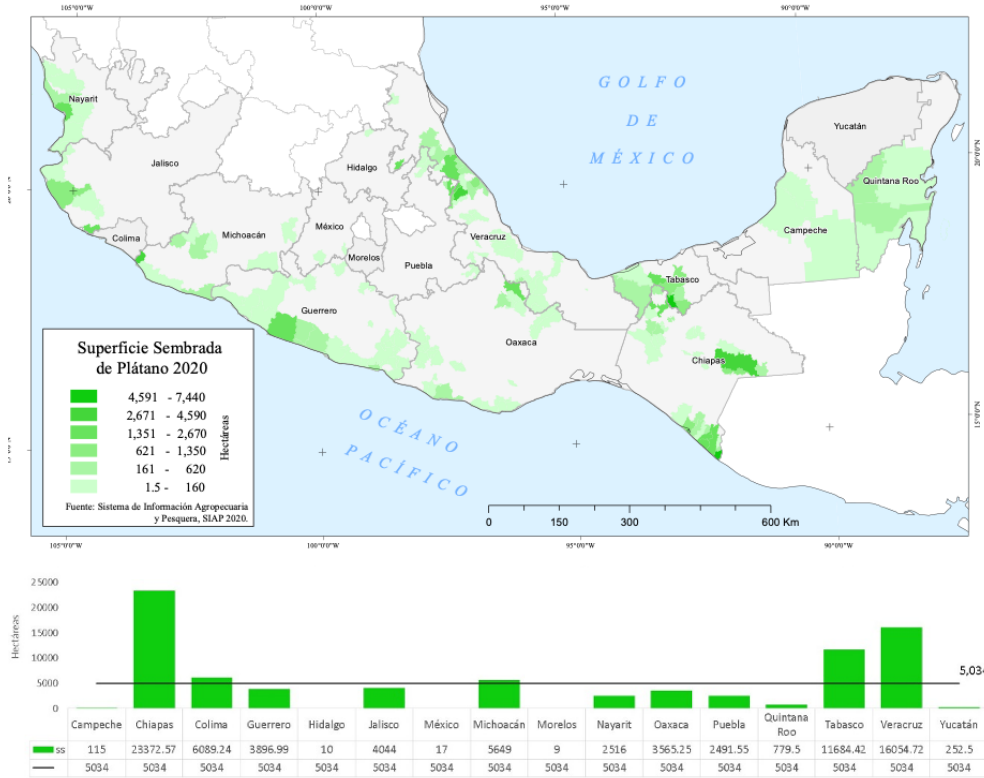 105°0'0"W 100°0'0"W 95°0'0"W 90°0'0"W
GOLFO
DE
MÉXICO
Nayarit
Yucatán
Jalisco
Hidalgo
Quintana Roo
20°0'0"N
Colima
Michoacán
México
Veracruz
Campeche
Morelos
Puebla
Tabasco
Guerrero
Oaxaca
Chiapas
15°0'0"N
OCÉANO
PACÍFICO
Superficie Sembrada
de Plátano 2020
4,591 - 7,440
2,671 - 4,590
1,351 - 2,670
621 - 1,350
161 - 620
1.5 - 160
Hectáreas
Fuente: Sistema de Información Agropecuaria
y Pesquera, SIAP 2020.
0 150 300 600 Km
105°0'0"W 100°0'0"W 95°0'0"W 90°0'0"W
Hectáreas
25000
20000
15000
10000
5000
0
5,034
Campeche Chiapas Colima Guerrero Hidalgo Jalisco México Michoacán Morelos Nayarit Oaxaca Puebla Quintana Roo Tabasco Veracruz Yucatán
ss 115 23372.57 6089.24 3896.99 10 4044 17 5649 9 2516 3565.25 2491.55 779.5 11684.42 16054.72 252.5
5034 5034 5034 5034 5034 5034 5034 5034 5034 5034 5034 5034 5034 5034 5034 5034